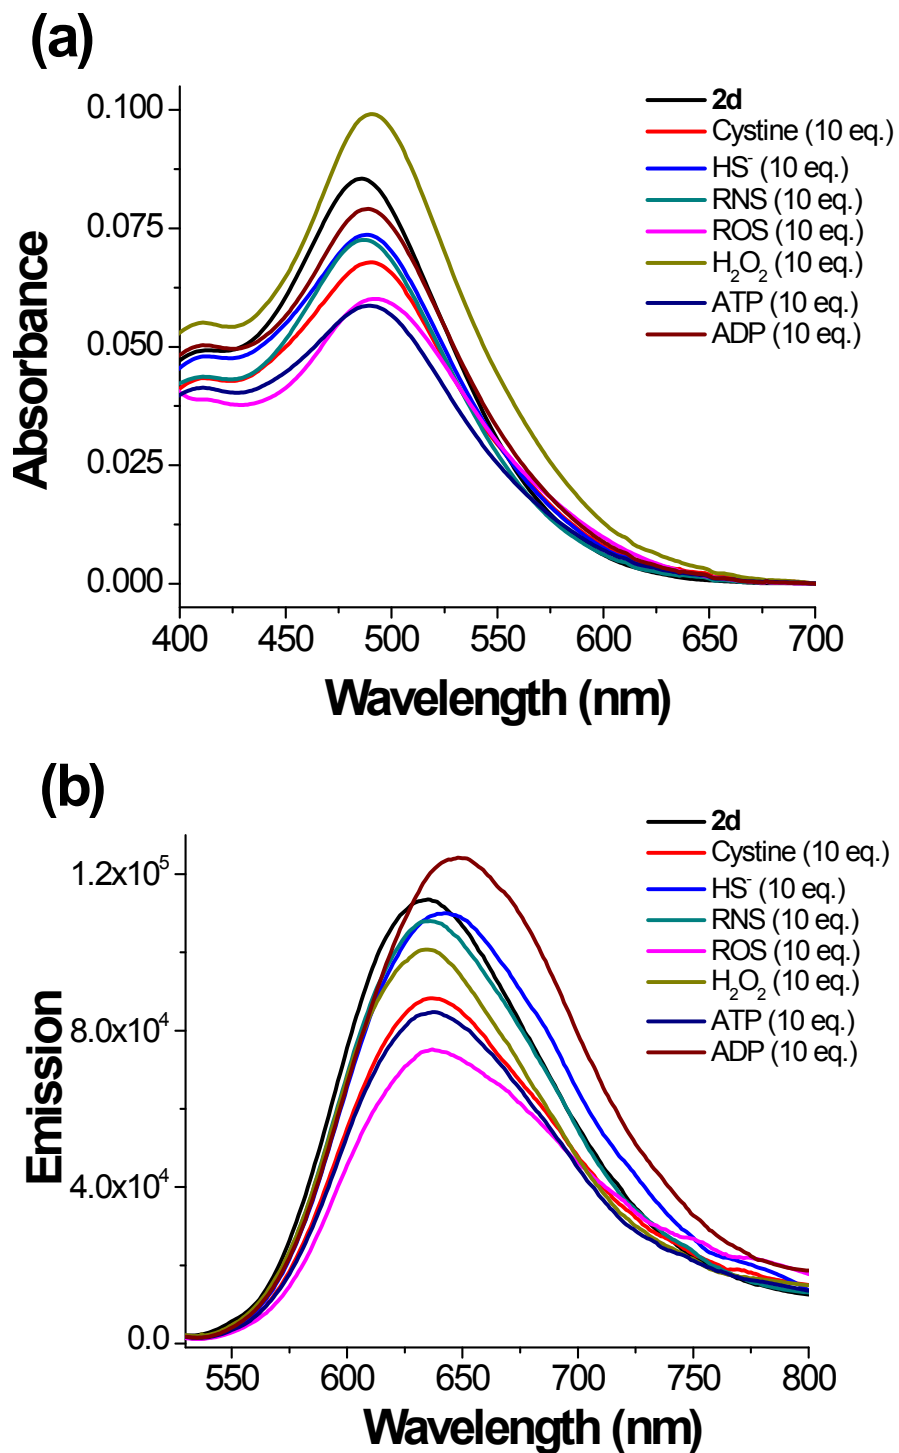 (a)
0.100
0.075
0.050
0.025
0.000
Absorbance
2d
Cystine (10 eq.)
HS⁻ (10 eq.)
RNS (10 eq.)
ROS (10 eq.)
H₂O₂ (10 eq.)
ATP (10 eq.)
ADP (10 eq.)
400 450 500 550 600 650 700
Wavelength (nm)
(b)
1.2x10⁵
8.0x10⁴
4.0x10⁴
0.0
Emission
2d
Cystine (10 eq.)
HS⁻ (10 eq.)
RNS (10 eq.)
ROS (10 eq.)
H₂O₂ (10 eq.)
ATP (10 eq.)
ADP (10 eq.)
550 600 650 700 750 800
Wavelength (nm)